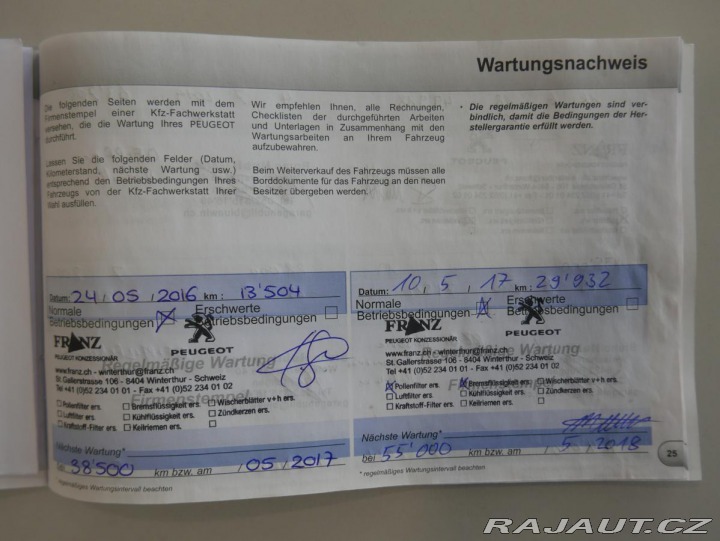 Wartungsnachweis
Die folgenden Seiten werden mit dem
Firmenstempel einer Kfz-Fachwerkstatt
versehen, die die Wartung Ihres PEUGEOT
durchführt.
Lassen Sie die folgenden Felder (Datum,
Kilometerstand, nächste Wartung usw.)
entsprechend den Betriebsbedingungen Ihres
Fahrzeugs von der Kfz-Fachwerkstatt Ihrer
Wahl ausfüllen.
Wir empfehlen Ihnen, alle Rechnungen,
Checklisten der durchgeführten Arbeiten
und Unterlagen in Zusammenhang mit den
Wartungsarbeiten an Ihrem Fahrzeug
aufzubewahren.
Beim Weiterverkauf des Fahrzeugs müssen alle
Borddokumente für das Fahrzeug an den neuen
Besitzer übergeben werden.
• Die regelmäßigen Wartungen sind ver-
bindlich, damit die Bedingungen der Her-
stellergarantie erfüllt werden.
Datum: 24 / 05 / 2016 km : 13'504
Normale Erschwerte
Betriebsbedingungen Betriebsbedingungen
FRANZ
PEUGEOT KONZESSIONÄR
PEUGEOT
Regelmäßige Wartung
www.franz.ch - winterthur@franz.ch
St. Gallerstrasse 106 - 8404 Winterthur - Schweiz
Tel +41 (0)52 234 01 01 - Fax +41 (0)52 234 01 02
Firmenstempel
Pollenfilter ers. Bremsflüssigkeit ers. Wischerblätter v+h ers.
Luftfilter ers. Kühlflüssigkeit ers. Zündkerzen ers.
Kraftstoff-Filter ers. Keilriemen ers.
Nächste Wartung*
38'500 km bzw. am / 05 / 2017
*regelmäßiges Wartungsintervall beachten
Datum: 10, 5, 17 km: 29'932
Normale Erschwerte
Betriebsbedingungen Betriebsbedingungen
FRANZ
PEUGEOT KONZESSIONÄR
PEUGEOT
www.franz.ch - winterthur@franz.ch
St. Gallerstrasse 106 - 8404 Winterthur - Schweiz
Tel +41 (0)52 234 01 01 - Fax +41 (0)52 234 01 02
Pollenfilter ers. Bremsflüssigkeit ers. Wischerblätter v+h ers.
Luftfilter ers. Kühlflüssigkeit ers. Zündkerzen ers.
Kraftstoff-Filter ers. Keilriemen ers.
Nächste Wartung*
bei 55'000 km bzw. am / 5 / 2018
* regelmäßiges Wartungsintervall beachten
25
RAJAUT.CZ